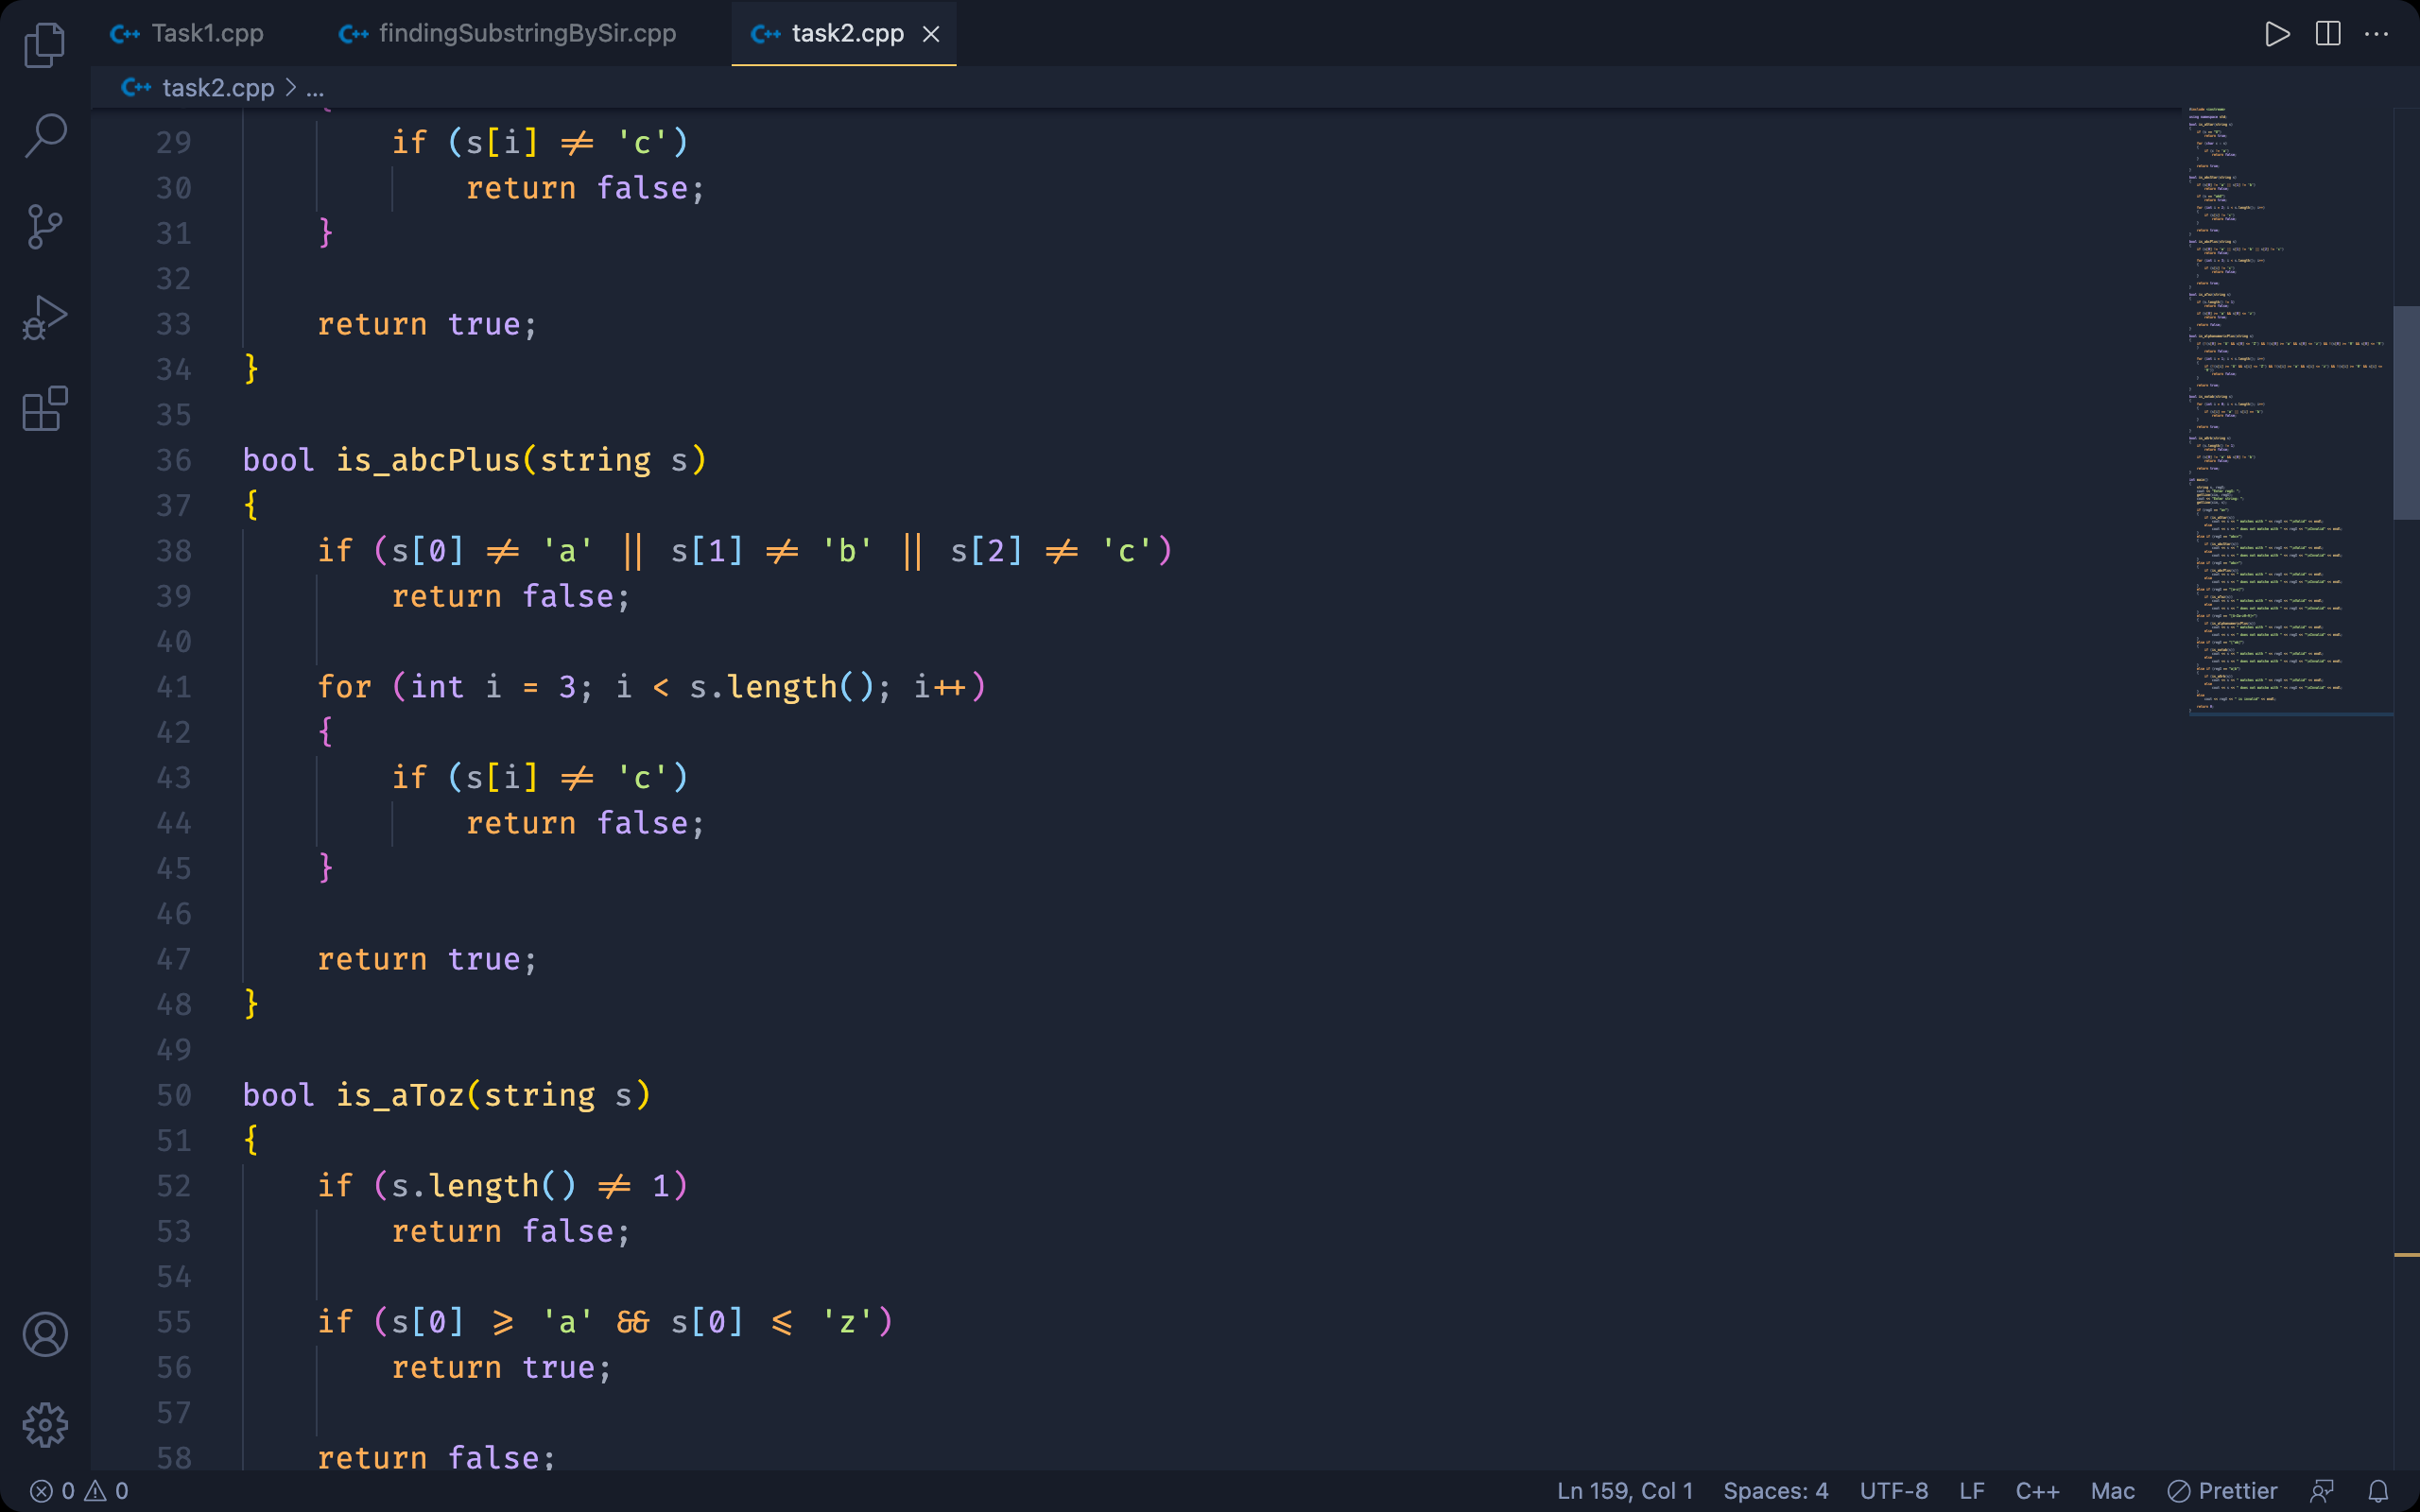 Task1.cpp findingSubstringBySir.cpp task2.cpp
task2.cpp > ...
{
29 if (s[i] != 'c')
30 return false;
31 }
32
33 return true;
34 }
35
36 bool is_abcPlus(string s)
37 {
38 if (s[0] != 'a' || s[1] != 'b' || s[2] != 'c')
39 return false;
40
41 for (int i = 3; i < s.length(); i++)
42 {
43 if (s[i] != 'c')
44 return false;
45 }
46
47 return true;
48 }
49
50 bool is_aToz(string s)
51 {
52 if (s.length() != 1)
53 return false;
54
55 if (s[0] >= 'a' && s[0] <= 'z')
56 return true;
57
58 return false;
0 0 Ln 159, Col 1 Spaces: 4 UTF-8 LF C++ Mac Prettier